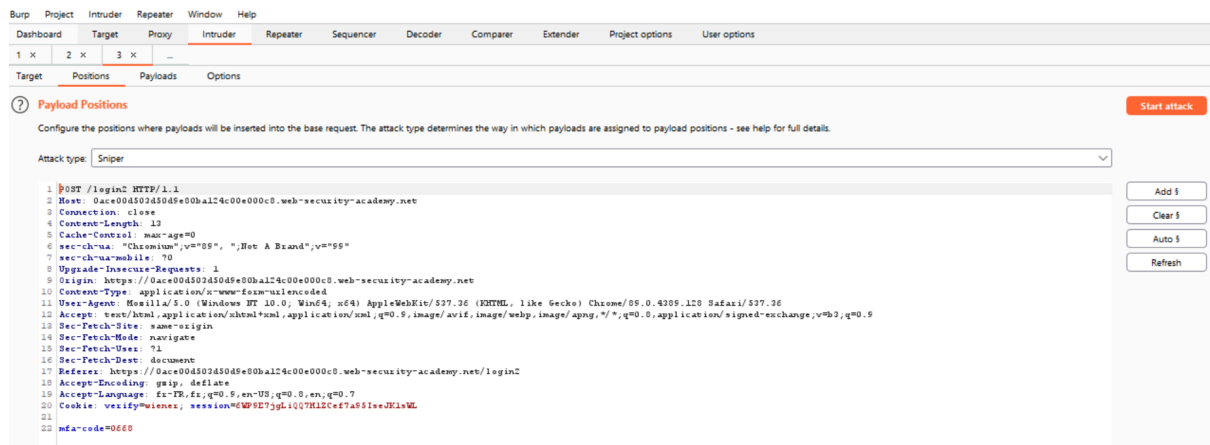 Burp Project Intruder Repeater Window Help
Dashboard Target Proxy Intruder Repeater Sequencer Decoder Comparer Extender Project options User options
1 × 2 × 3 × ...
Target Positions Payloads Options
? Payload Positions Start attack
Configure the positions where payloads will be inserted into the base request. The attack type determines the way in which payloads are assigned to payload positions - see help for full details.
Attack type: Sniper
1 POST /login2 HTTP/1.1 Add §
2 Host: 0ace00d503d50d9e80ba124c00e000c8.web-security-academy.net
3 Connection: close Clear §
4 Content-Length: 13
5 Cache-Control: max-age=0 Auto §
6 sec-ch-ua: "Chromium";v="89", ";Not A Brand";v="99"
7 sec-ch-ua-mobile: ?0 Refresh
8 Upgrade-Insecure-Requests: 1
9 Origin: https://0ace00d503d50d9e80ba124c00e000c8.web-security-academy.net
10 Content-Type: application/x-www-form-urlencoded
11 User-Agent: Mozilla/5.0 (Windows NT 10.0; Win64; x64) AppleWebKit/537.36 (KHTML, like Gecko) Chrome/89.0.4389.128 Safari/537.36
12 Accept: text/html,application/xhtml+xml,application/xml;q=0.9,image/avif,image/webp,image/apng,*/*;q=0.8,application/signed-exchange;v=b3;q=0.9
13 Sec-Fetch-Site: same-origin
14 Sec-Fetch-Mode: navigate
15 Sec-Fetch-User: ?1
16 Sec-Fetch-Dest: document
17 Referer: https://0ace00d503d50d9e80ba124c00e000c8.web-security-academy.net/login2
18 Accept-Encoding: gzip, deflate
19 Accept-Language: fr-FR,fr;q=0.9,en-US;q=0.8,en;q=0.7
20 Cookie: verify=wiener; session=6WP9E7jgLiQQ7H1ZCef7a95IseJK1sWL
21
22 mfa-code=0668